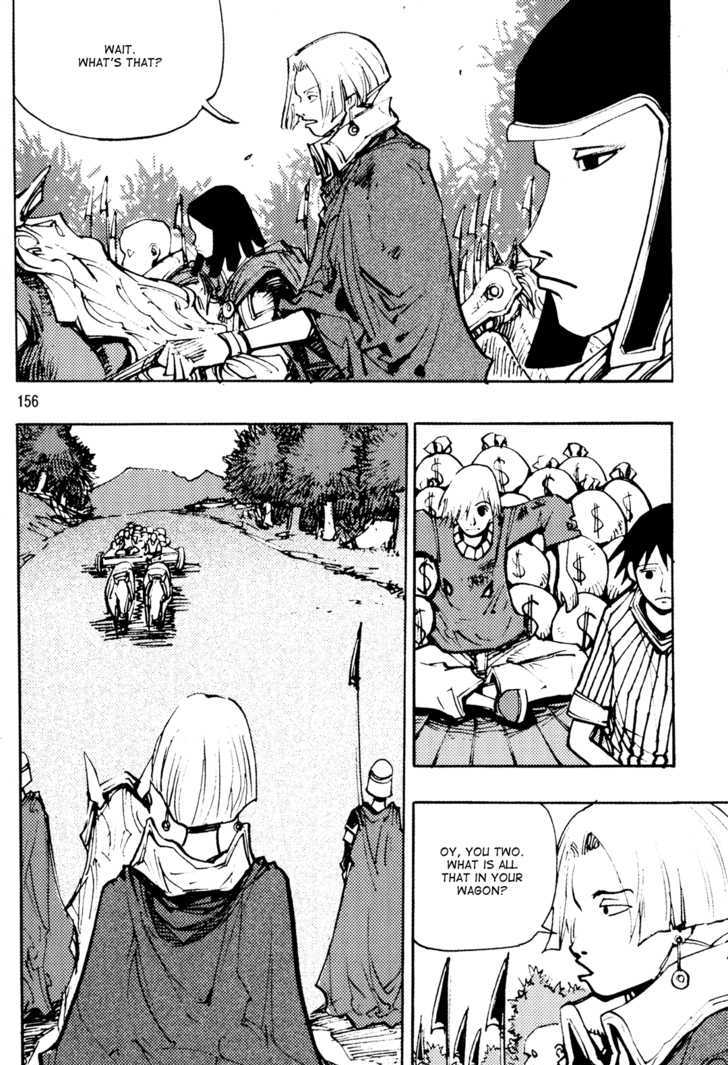 WAIT.
WHAT'S THAT?
156
$
$
$
$
$
$
$
$
OY, YOU TWO.
WHAT IS ALL
THAT IN YOUR
WAGON?